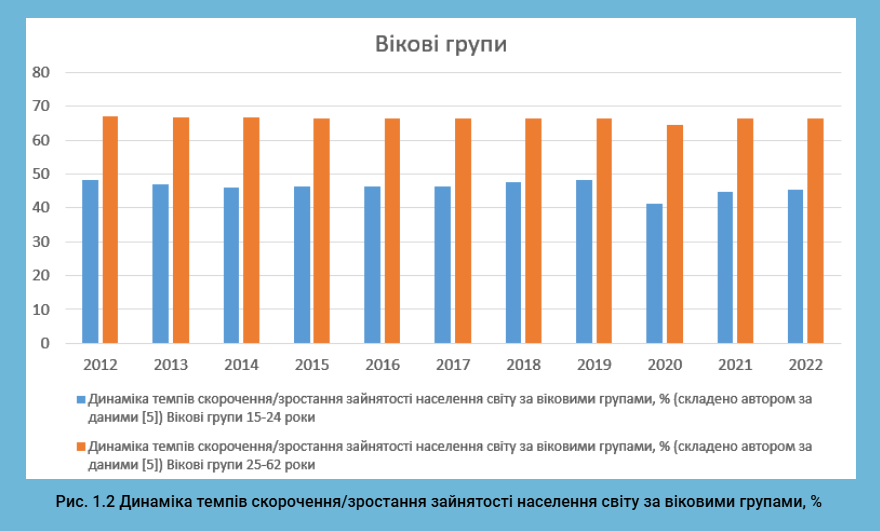 Вікові групи
80
70
60
50
40
30
20
10
0
2012 2013 2014 2015 2016 2017 2018 2019 2020 2021 2022
Динаміка темпів скорочення/зростання зайнятості населення світу за віковими групами, % (складено автором за
даними [5]) Вікові групи 15-24 роки
Динаміка темпів скорочення/зростання зайнятості населення світу за віковими групами, % (складено автором за
даними [5]) Вікові групи 25-62 роки
Рис. 1.2 Динаміка темпів скорочення/зростання зайнятості населення світу за віковими групами, %